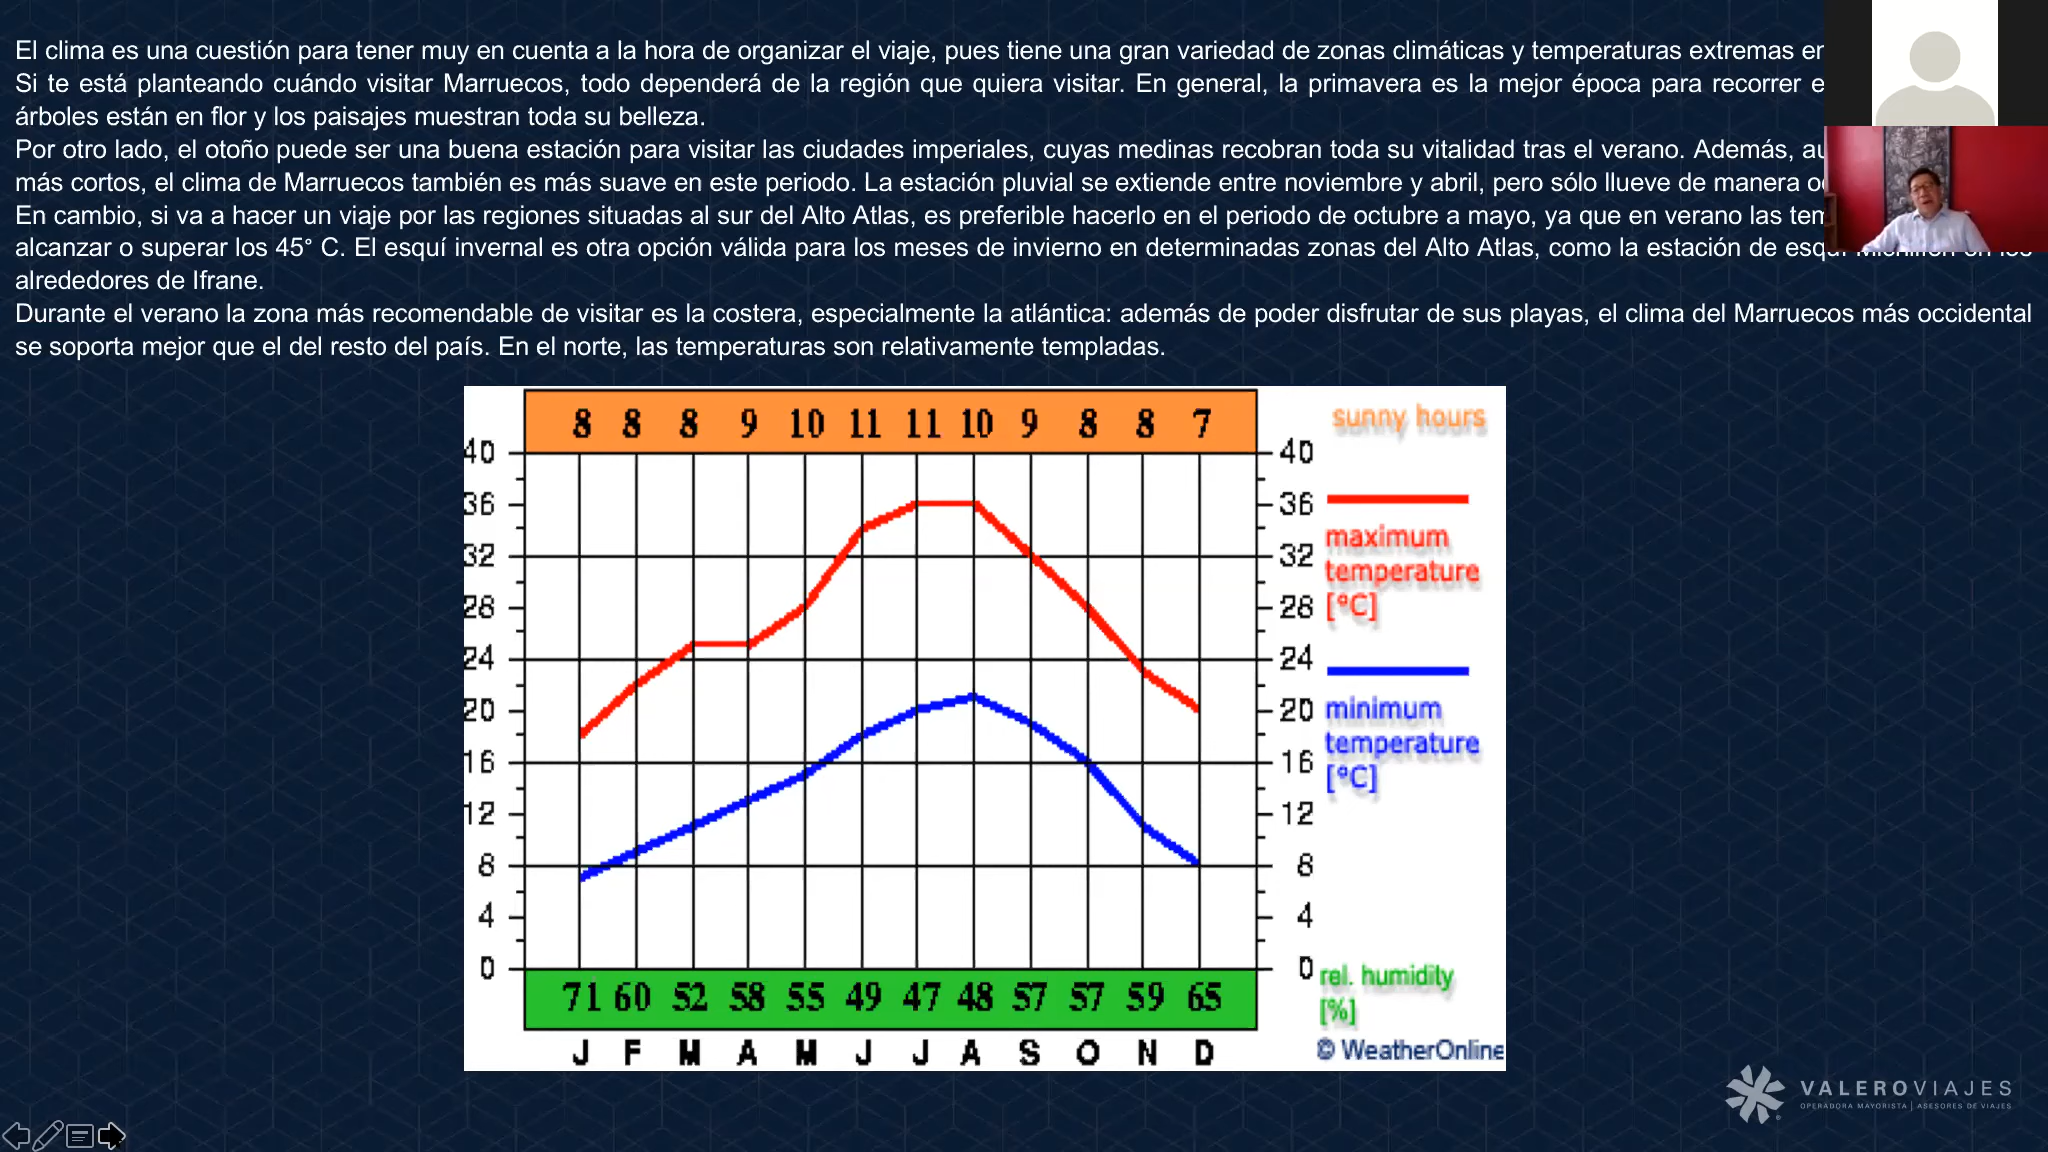 El clima es una cuestión para tener muy en cuenta a la hora de organizar el viaje, pues tiene una gran variedad de zonas climáticas y temperaturas extremas
Si te está planteando cuándo visitar Marruecos, todo dependerá de la región que quiera visitar. En general, la primavera es la mejor época para recorrer
árboles están en flor y los paisajes muestran toda su belleza.
Por otro lado, el otoño puede ser una buena estación para visitar las ciudades imperiales, cuyas medinas recobran toda su vitalidad tras el verano. Además,
más cortos, el clima de Marruecos también es más suave en este periodo. La estación pluvial se extiende entre noviembre y abril, pero sólo llueve de manera
En cambio, si va a hacer un viaje por las regiones situadas al sur del Alto Atlas, es preferible hacerlo en el periodo de octubre a mayo, ya que en verano las
alcanzar o superar los 45° C. El esquí invernal es otra opción válida para los meses de invierno en determinadas zonas del Alto Atlas, como la estación de
alrededores de Ifrane.
Durante el verano la zona más recomendable de visitar es la costera, especialmente la atlántica: además de poder disfrutar de sus playas, el clima del Marruecos más occidental
se soporta mejor que el del resto del país. En el norte, las temperaturas son relativamente templadas.
8 8 8 9 10 11 11 10 9 8 8 7 sunny hours
40 40
36 36
32 32
28 28
24 24
20 20
16 16
12 12
8 8
4 4
0 0
maximum
temperature
[°C]
minimum
temperature
[°C]
rel. humidity
[%]
71 60 52 58 55 49 47 48 57 57 59 65
J F M A M J J A S O N D
© WeatherOnline
VALEROVIAJES
OPERADORA MAYORISTA | ASESORES DE VIAJES